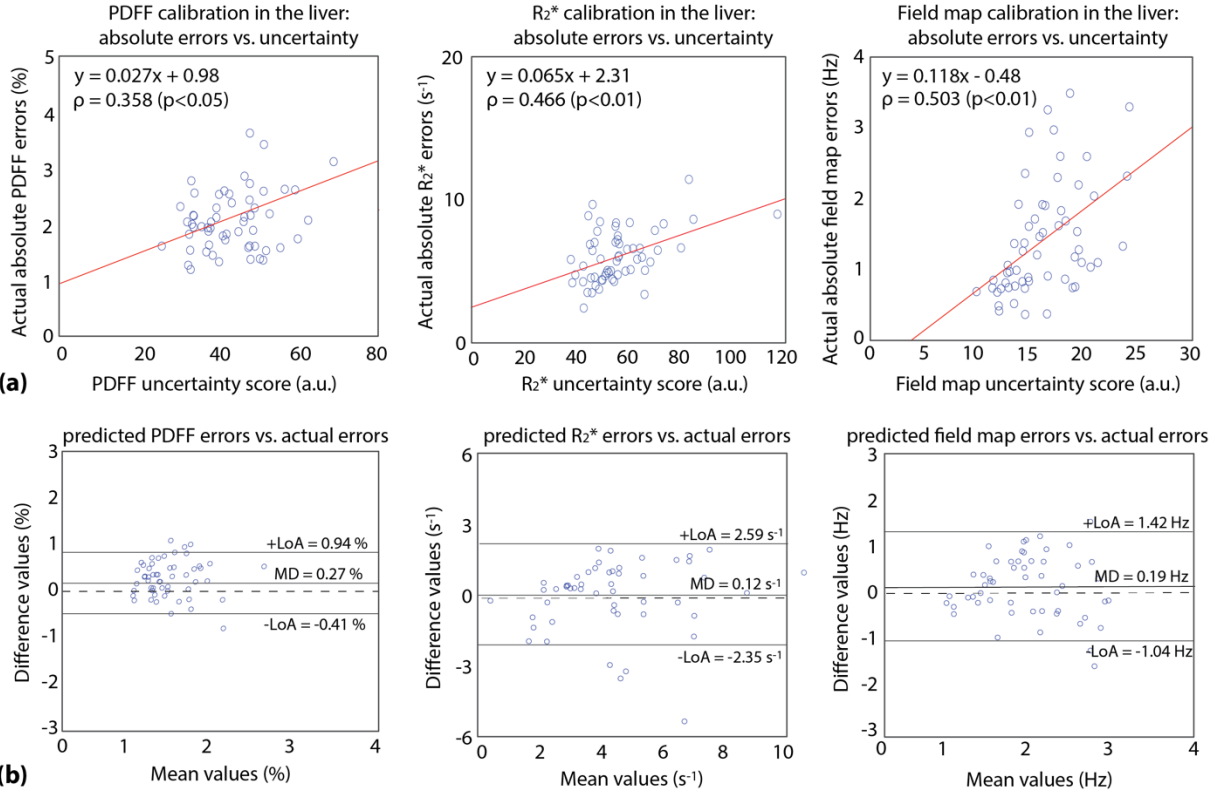 PDFF calibration in the liver:
absolute errors vs. uncertainty
R₂* calibration in the liver:
absolute errors vs. uncertainty
Field map calibration in the liver:
absolute errors vs. uncertainty
Actual absolute PDFF errors (%)
5
4
3
2
1
0
y = 0.027x + 0.98
ρ = 0.358 (p<0.05)
0
20
40
60
80
PDFF uncertainty score (a.u.)
Actual absolute R₂* errors (s⁻¹)
20
10
0
y = 0.065x + 2.31
ρ = 0.466 (p<0.01)
0
20
40
60
80
100
120
R₂* uncertainty score (a.u.)
Actual absolute field map errors (Hz)
4
3
2
1
0
y = 0.118x - 0.48
ρ = 0.503 (p<0.01)
0
5
10
15
20
25
30
Field map uncertainty score (a.u.)
(a)
predicted PDFF errors vs. actual errors
Difference values (%)
3
2
1
0
-1
-2
-3
+LoA = 0.94 %
MD = 0.27 %
-LoA = -0.41 %
0
1
2
3
4
Mean values (%)
predicted R₂* errors vs. actual errors
Difference values (s⁻¹)
6
3
0
-3
-6
+LoA = 2.59 s⁻¹
MD = 0.12 s⁻¹
-LoA = -2.35 s⁻¹
0
2
4
6
8
10
Mean values (s⁻¹)
predicted field map errors vs. actual errors
Difference values (Hz)
3
2
1
0
-1
-2
-3
+LoA = 1.42 Hz
MD = 0.19 Hz
-LoA = -1.04 Hz
0
1
2
3
4
Mean values (Hz)
(b)